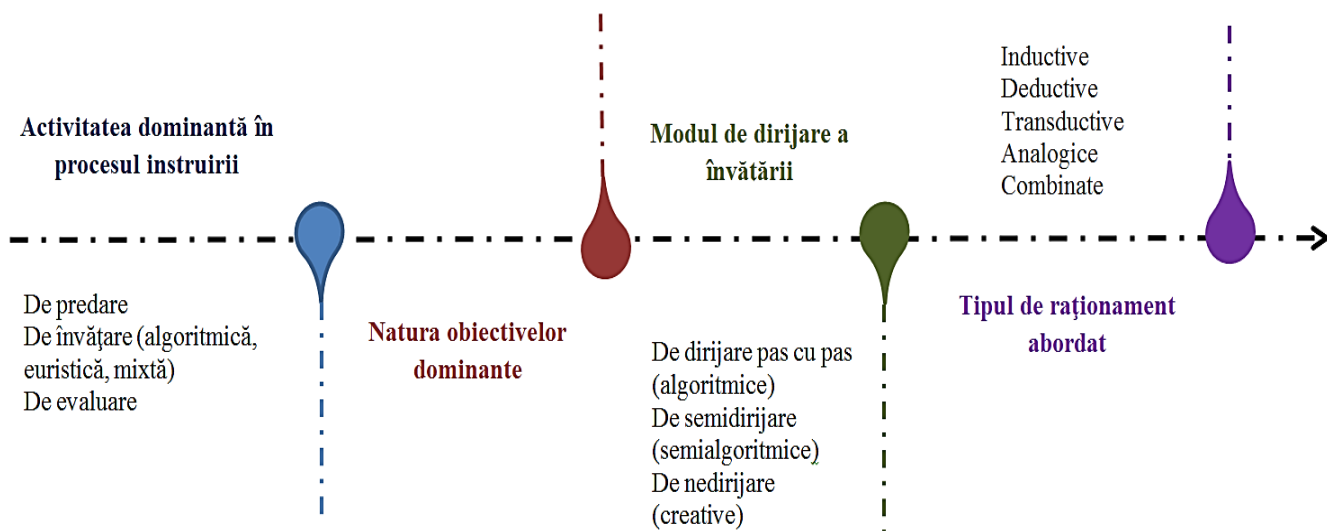 Activitatea dominantă în
procesul instruirii
De predare
De învăţare (algoritmică,
euristică, mixtă)
De evaluare
Natura obiectivelor
dominante
Modul de dirijare a
învătării
De dirijare pas cu pas
(algoritmice)
De semidirijare
(semialgoritmice)
De nedirijare
(creative)
Inductive
Deductive
Transductive
Analogice
Combinate
Tipul de raţionament
abordat